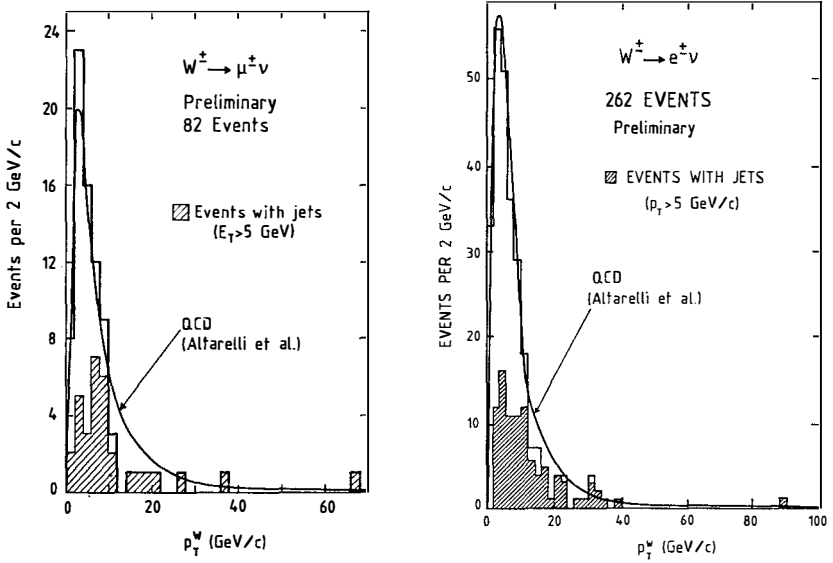 W± → μ±ν
Preliminary
82 Events
Events with jets
(E_T>5 GeV)
QCD
(Altarelli et al.)
Events per 2 GeV/c
24
20
16
12
8
4
0
0
20
40
60
p_T^W (GeV/c)
W± → e±ν
262 EVENTS
Preliminary
EVENTS WITH JETS
(p_T>5 GeV/c)
QCD
(Altarelli et al.)
EVENTS PER 2 GeV/c
50
40
30
20
10
0
0
20
40
60
80
100
p_T^W (GeV/c)